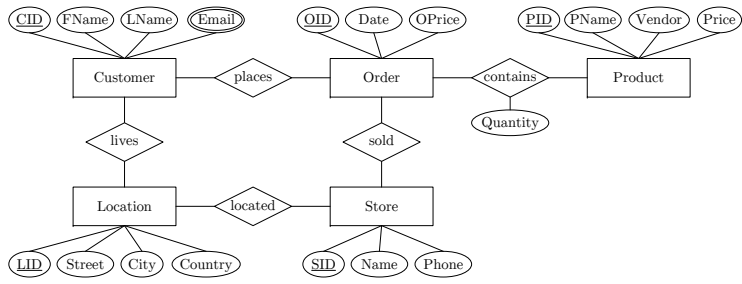 CID FName LName Email OID Date OPrice PID PName Vendor Price
Customer places Order contains Product
Quantity
lives sold
Location located Store
LID Street City Country SID Name Phone